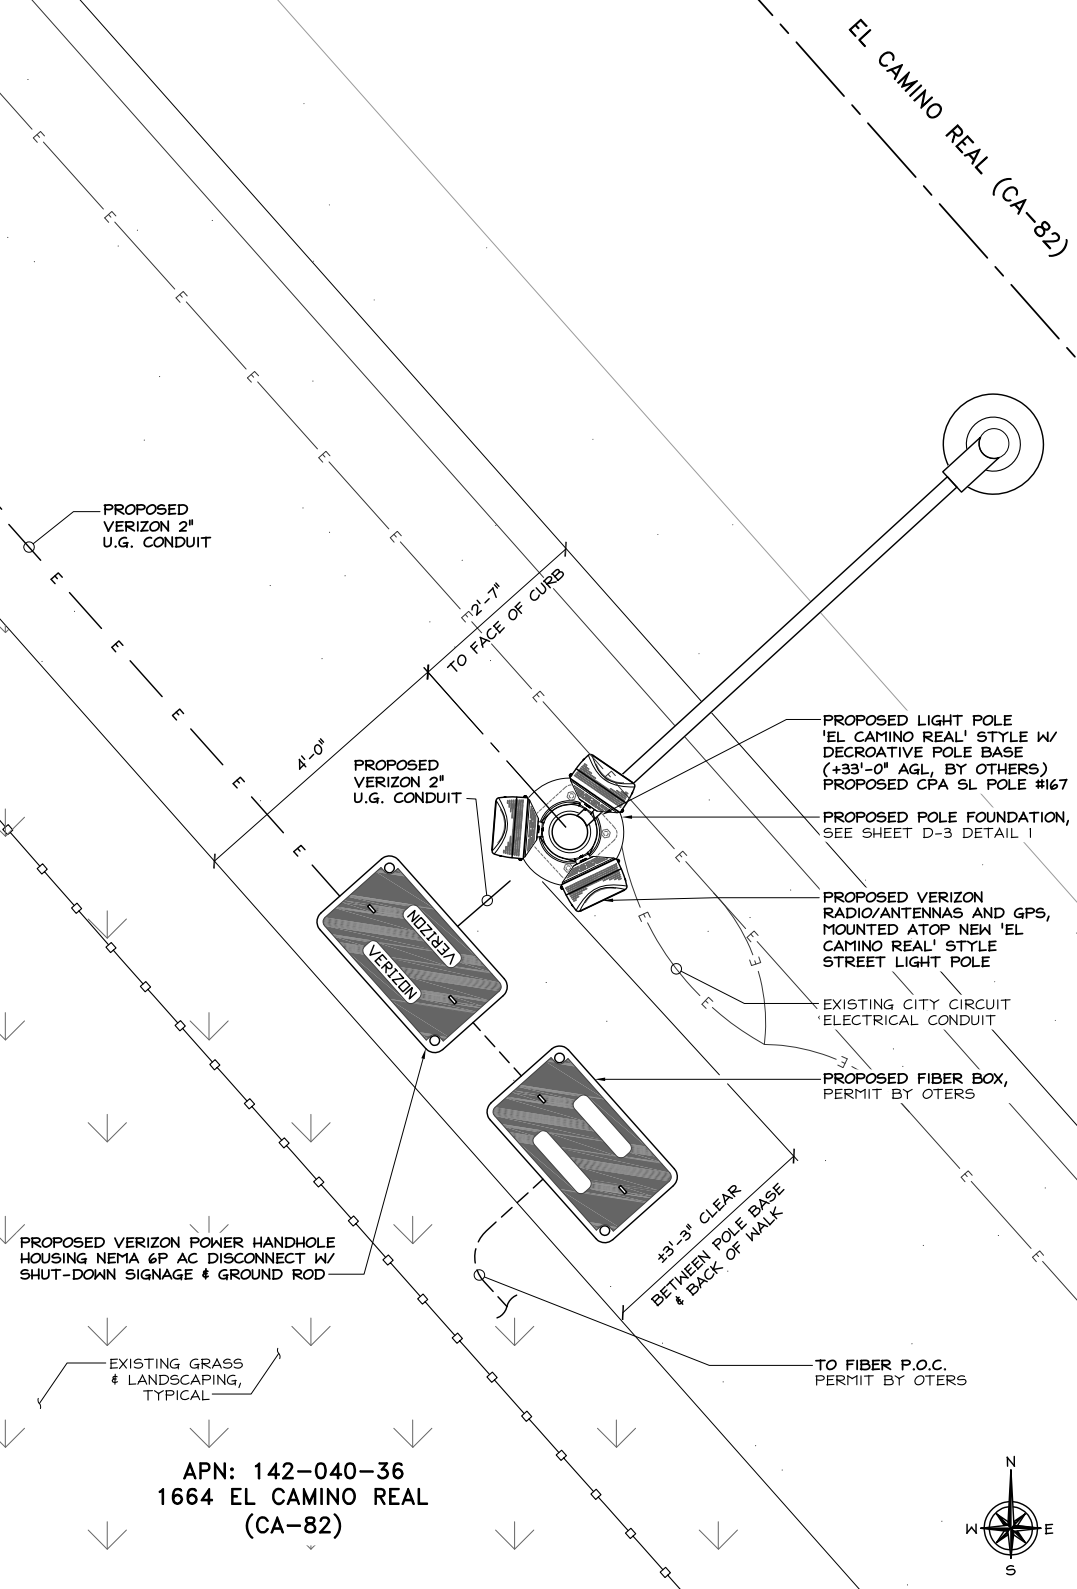 EL CAMINO REAL (CA-82)
E
E
E
E
E
E
PROPOSED
VERIZON 2"
U.G. CONDUIT
E
E
E
E
E
E
2'-7"
TO FACE OF CURB
4'-0"
E
E
PROPOSED
VERIZON 2"
U.G. CONDUIT
PROPOSED LIGHT POLE
'EL CAMINO REAL' STYLE W/
DECROATIVE POLE BASE
(+33'-0" AGL, BY OTHERS)
PROPOSED CPA SL POLE #167
PROPOSED POLE FOUNDATION,
SEE SHEET D-3 DETAIL 1
E
E
PROPOSED VERIZON
RADIO/ANTENNAS AND GPS,
MOUNTED ATOP NEW 'EL
CAMINO REAL' STYLE
STREET LIGHT POLE
E
E
E
E
VERIZON
VERIZON
EXISTING CITY CIRCUIT
ELECTRICAL CONDUIT
E
E
E
PROPOSED FIBER BOX,
PERMIT BY OTERS
E
E
±3'-3" CLEAR
BETWEEN POLE BASE
& BACK OF WALK
PROPOSED VERIZON POWER HANDHOLE
HOUSING NEMA 6P AC DISCONNECT W/
SHUT-DOWN SIGNAGE & GROUND ROD
EXISTING GRASS
& LANDSCAPING,
TYPICAL
TO FIBER P.O.C.
PERMIT BY OTERS
APN: 142-040-36
1664 EL CAMINO REAL
(CA-82)
N
W E
S